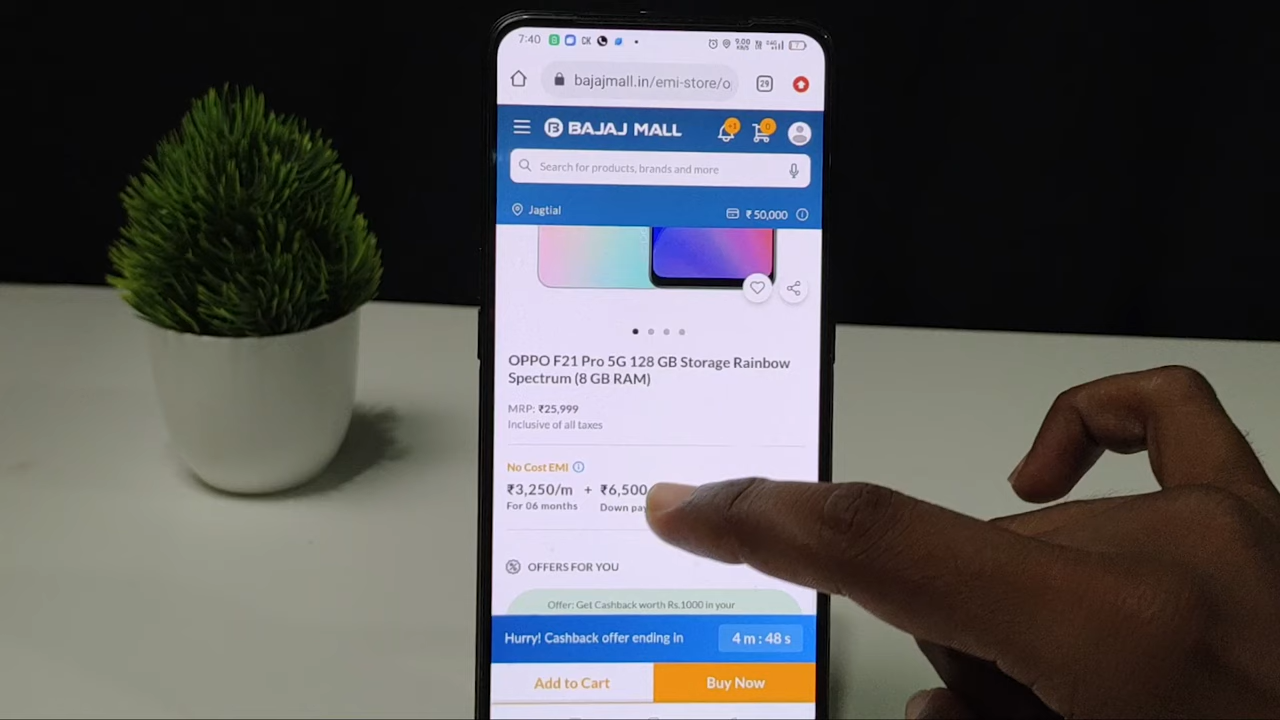 7:40
bajajmall.in/emi-store/o
29
BAJAJ MALL
Search for products, brands and more
Jagtial
₹50,000
OPPO F21 Pro 5G 128 GB Storage Rainbow
Spectrum (8 GB RAM)
MRP: ₹25,999
Inclusive of all taxes
No Cost EMI
₹3,250/m + ₹6,500
For 06 months Down pay
OFFERS FOR YOU
Offer: Get Cashback worth Rs.1000 in your
Hurry! Cashback offer ending in 4 m : 48 s
Add to Cart Buy Now